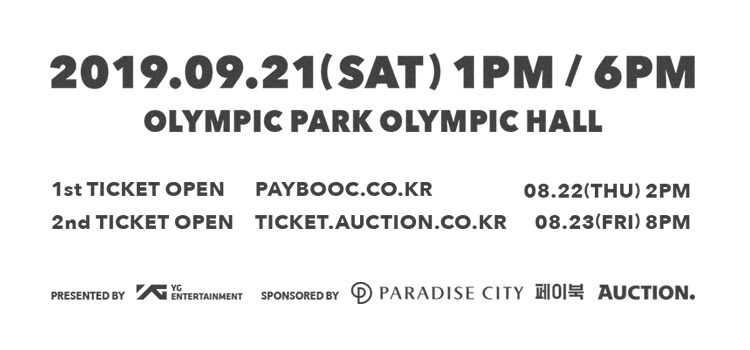 2019.09.21(SAT) 1PM / 6PM
OLYMPIC PARK OLYMPIC HALL
1st TICKET OPEN PAYBOOC.CO.KR 08.22(THU) 2PM
2nd TICKET OPEN TICKET.AUCTION.CO.KR 08.23(FRI) 8PM
PRESENTED BY YG YG ENTERTAINMENT SPONSORED BY PARADISE CITY 페이북 AUCTION.